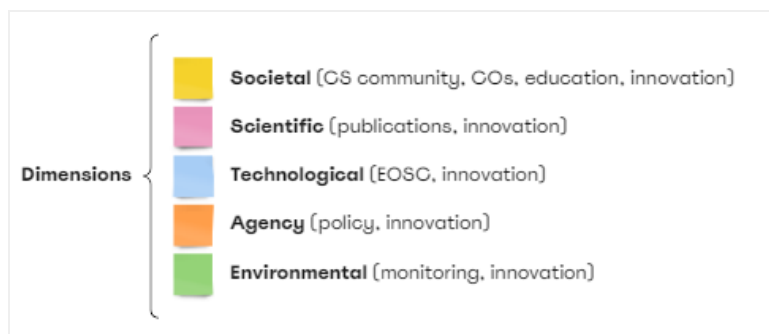 Societal (CS community, COs, education, innovation)
Scientific (publications, innovation)
Dimensions
Technological (EOSC, innovation)
Agency (policy, innovation)
Environmental (monitoring, innovation)